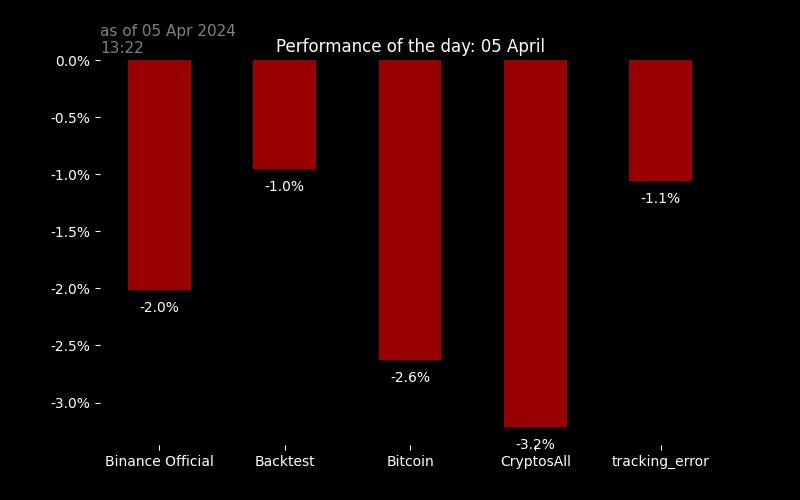 as of 05 Apr 2024
13:22
Performance of the day: 05 April
0.0%
-0.5%
-1.0%
-1.5%
-2.0%
-2.5%
-3.0%
-2.0%
-1.0%
-2.6%
-3.2%
-1.1%
Binance Official
Backtest
Bitcoin
CryptosAll
tracking_error